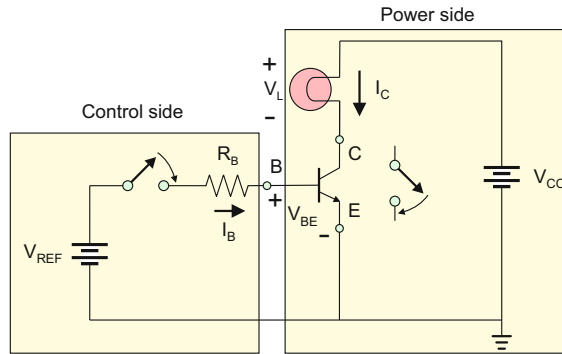 Power side
+
V_L
-
I_C
Control side
R_B
B
C
+
V_BE
E
-
I_B
V_CC
V_REF